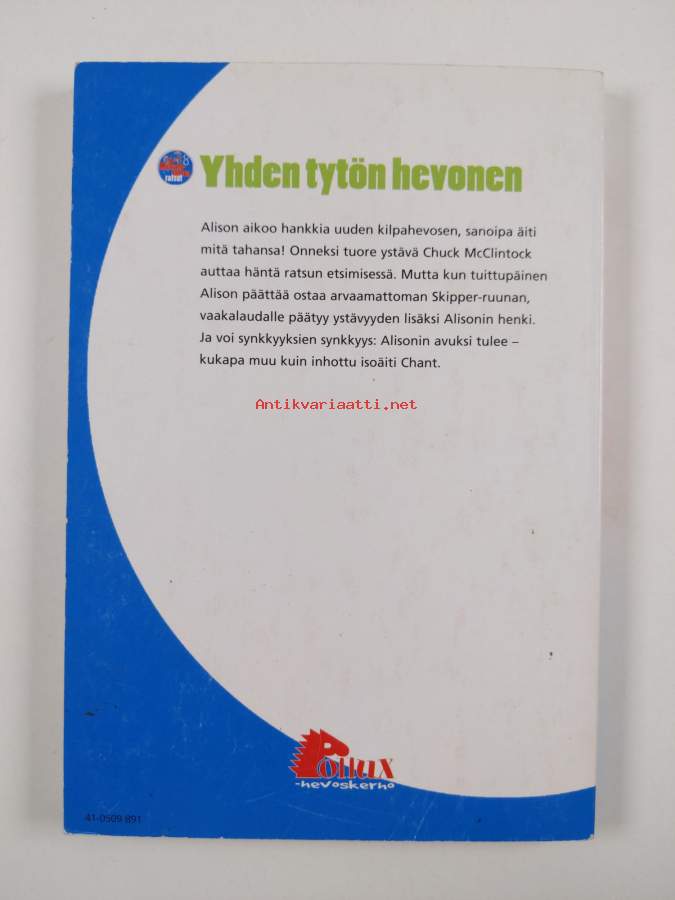 8
ratsut
Yhden tytön hevonen
Alison aikoo hankkia uuden kilpahevosen, sanoipa äiti
mitä tahansa! Onneksi tuore ystävä Chuck McClintock
auttaa häntä ratsun etsimisessä. Mutta kun tuittupäinen
Alison päättää ostaa arvaamattoman Skipper-ruunan,
vaakalaudalle päätyy ystävyyden lisäksi Alisonin henki.
Ja voi synkkyyksien synkkyys: Alisonin avuksi tulee –
kukapa muu kuin inhottu isoäiti Chant.
Antikvariaatti.net
Pollux
-hevoskerho
41-0509-891